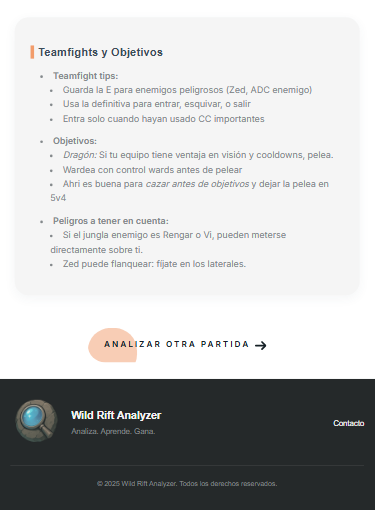 Teamfights y Objetivos
• Teamfight tips:
• Guarda la E para enemigos peligrosos (Zed, ADC enemigo)
• Usa la definitiva para entrar, esquivar, o salir
• Entra solo cuando hayan usado CC importantes
• Objetivos:
• Dragón: Si tu equipo tiene ventaja en visión y cooldowns, pelea.
• Wardea con control wards antes de pelear
• Ahri es buena para cazar antes de objetivos y dejar la pelea en
5v4
• Peligros a tener en cuenta:
• Si el jungla enemigo es Rengar o Vi, pueden meterse
directamente sobre ti.
• Zed puede flanquear: fíjate en los laterales.
ANALIZAR OTRA PARTIDA →
Wild Rift Analyzer
Analiza. Aprende. Gana.
Contacto
© 2025 Wild Rift Analyzer. Todos los derechos reservados.